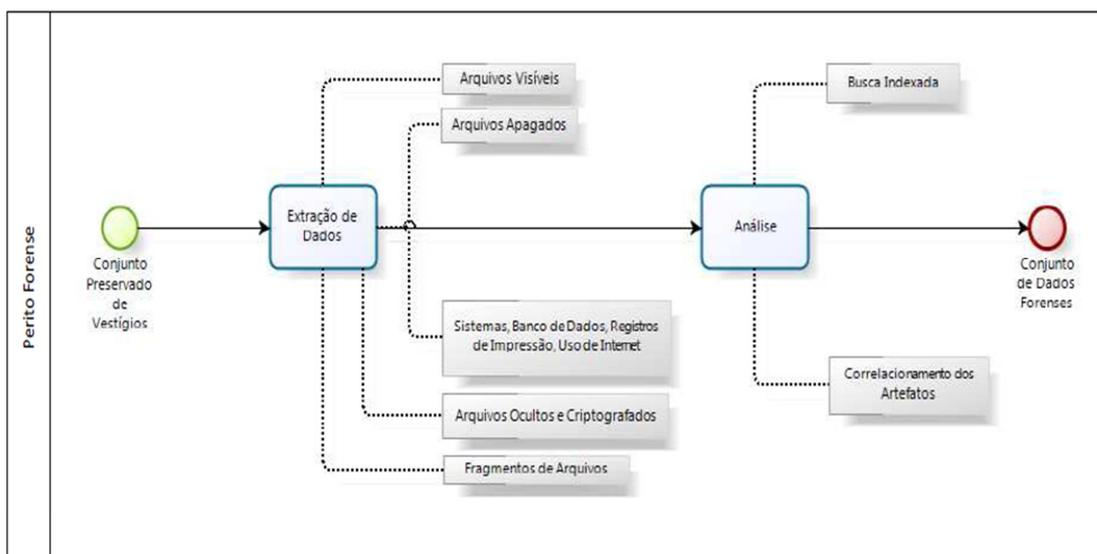 Perito Forense
Conjunto
Preservado
de
Vestígios
Extração de
Dados
Arquivos Visíveis
Arquivos Apagados
Sistemas, Banco de Dados, Registros
de Impressão, Uso de Internet
Arquivos Ocultos e Criptografados
Fragmentos de Arquivos
Análise
Busca Indexada
Correlacionamento dos
Artefatos
Conjunto
de Dados
Forenses